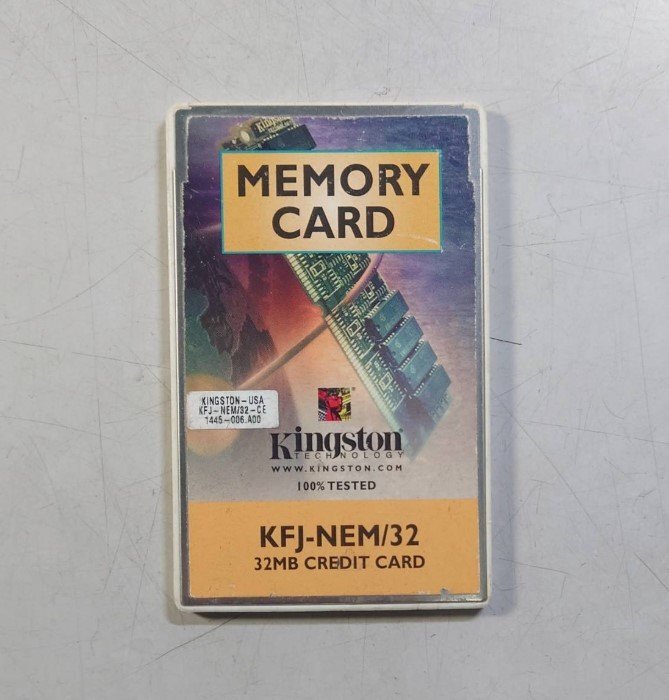 Kingston
MEMORY
CARD
KINGSTON-USA
KFJ-NEM/32-CE
1445-006.A00
Kingston
TECHNOLOGY
WWW.KINGSTON.COM
100% TESTED
KFJ-NEM/32
32MB CREDIT CARD